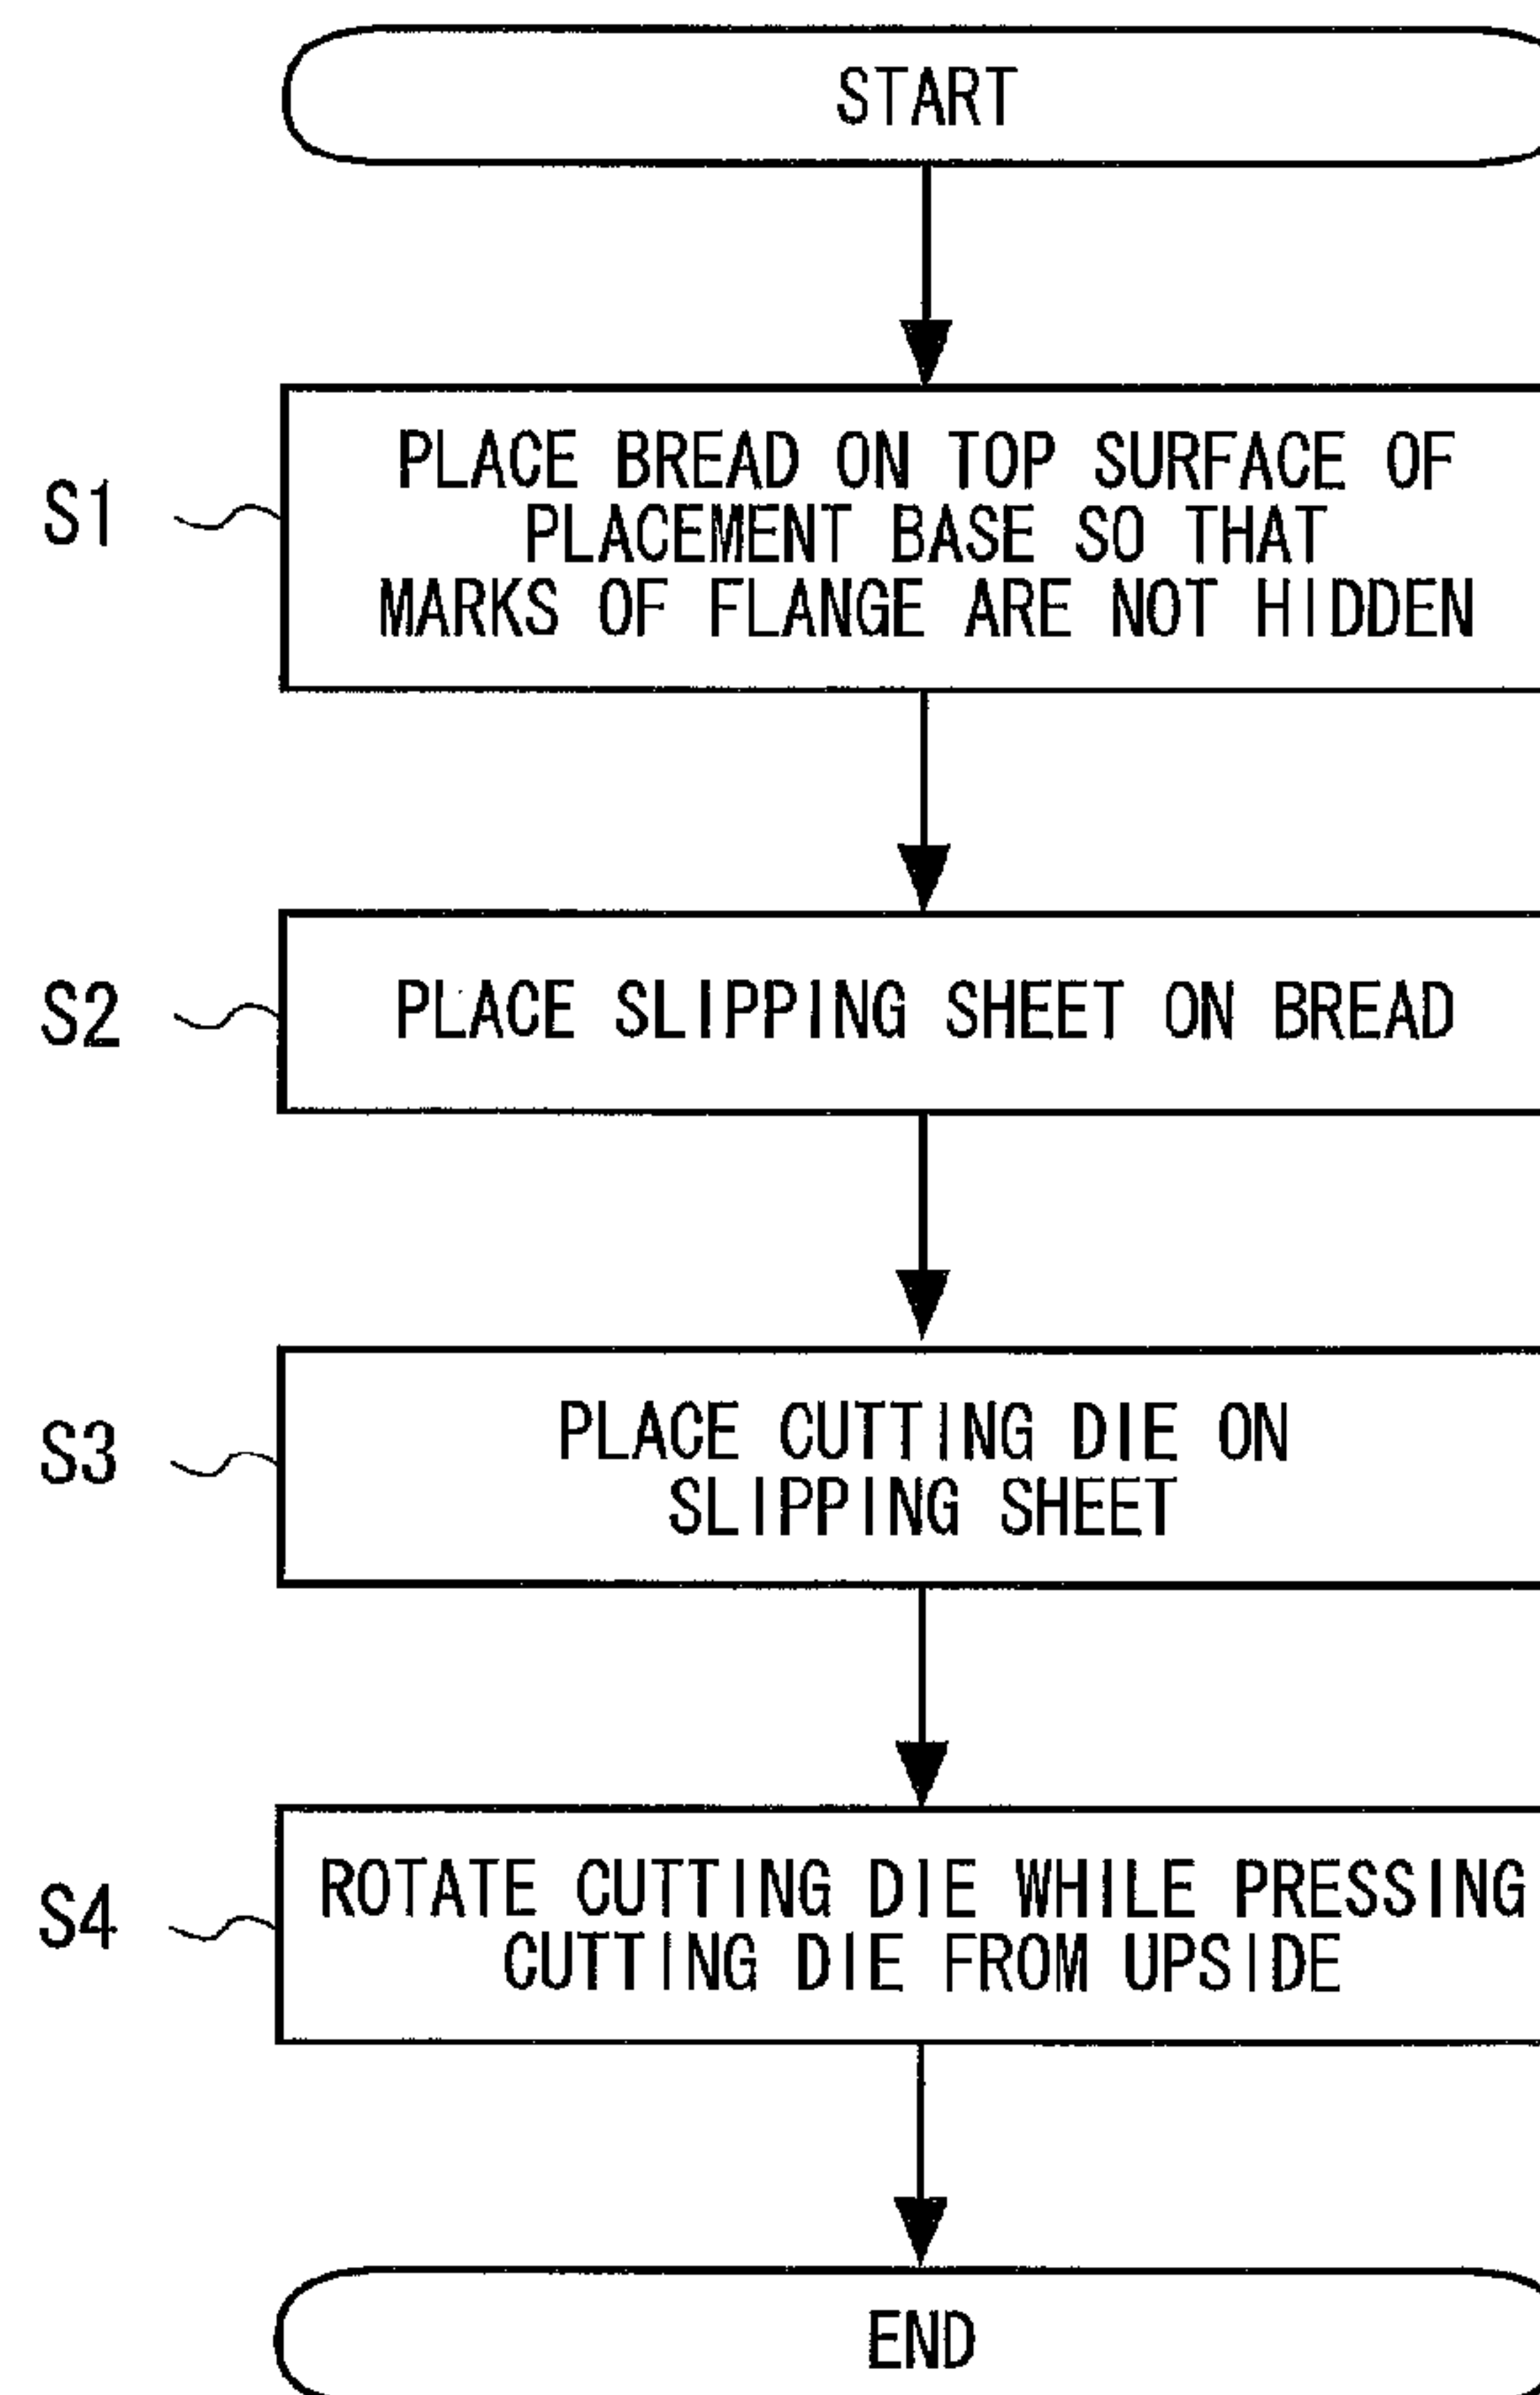 START
S1
PLACE BREAD ON TOP SURFACE OF
PLACEMENT BASE SO THAT
MARKS OF FLANGE ARE NOT HIDDEN
S2
PLACE SLIPPING SHEET ON BREAD
S3
PLACE CUTTING DIE ON
SLIPPING SHEET
S4
ROTATE CUTTING DIE WHILE PRESSING
CUTTING DIE FROM UPSIDE
END